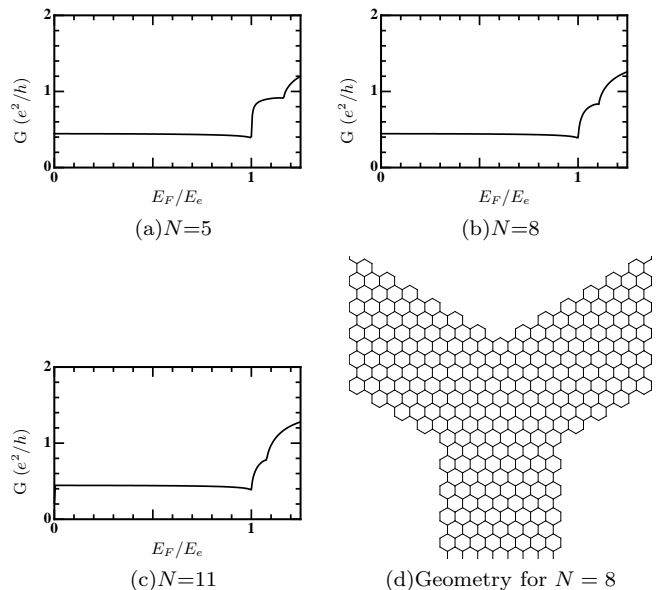 2
1
0
G (e²/h)
0
1
E_F/E_e
(a)N=5
2
1
0
G (e²/h)
0
1
E_F/E_e
(b)N=8
2
1
0
G (e²/h)
0
1
E_F/E_e
(c)N=11
(d)Geometry for N = 8